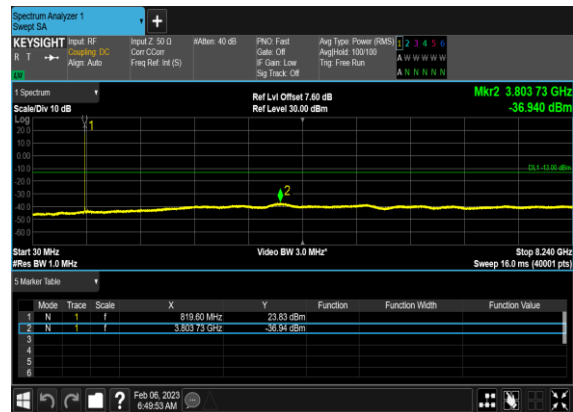 Spectrum Analyzer 1
Swept SA
+
KEYSIGHT Input: RF Input Z: 50 Ω #Atten: 40 dB PNO: Fast Avg Type: Power (RMS) 1 2 3 4 5 6
R T Coupling: DC Corr CCorr Gate: Off Avg|Hold: 100/100 A W W W W W
Align: Auto Freq Ref: Int (S) IF Gain: Low Trig: Free Run
LW Sig Track: Off A N N N N N
1 Spectrum Mkr2 3.803 73 GHz
Ref Lvl Offset 7.60 dB
Scale/Div 10 dB Ref Level 30.00 dBm -36.940 dBm
Log
1
20.0
10.0
0.00
-10.0
DL1 -13.00 dBm
-20.0
-30.0
2
-40.0
-50.0
-60.0
Start 30 MHz Video BW 3.0 MHz* Stop 8.240 GHz
#Res BW 1.0 MHz Sweep 16.0 ms (40001 pts)
5 Marker Table
Mode Trace Scale X Y Function Function Width Function Value
1 N 1 f 819.60 MHz 23.83 dBm
2 N 1 f 3.803 73 GHz -36.94 dBm
3
4
5
6
? Feb 06, 2023
6:49:53 AM